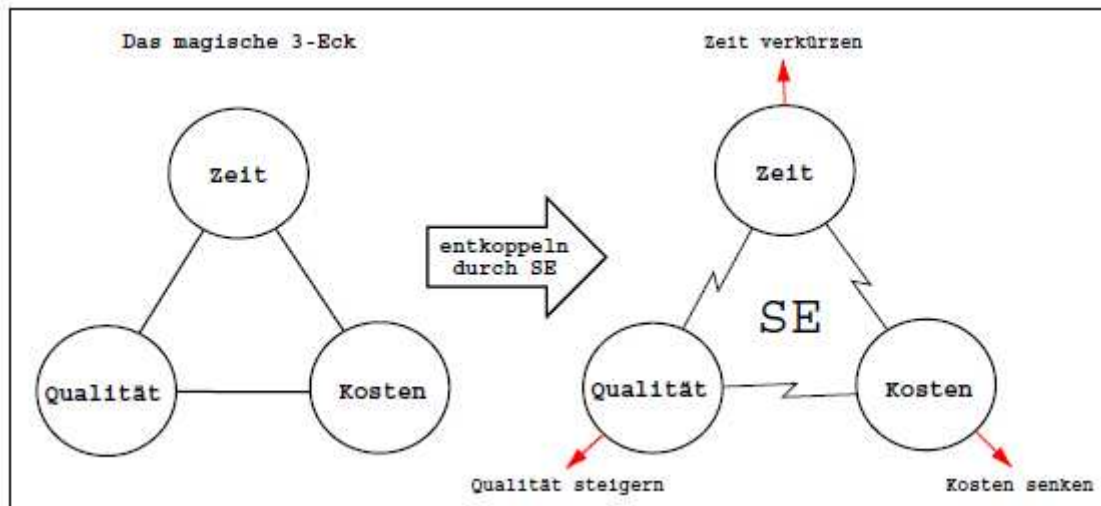 Das magische 3-Eck
Zeit
Qualität
Kosten
entkoppeln
durch SE
Zeit verkürzen
Zeit
SE
Qualität
Kosten
Qualität steigern
Kosten senken